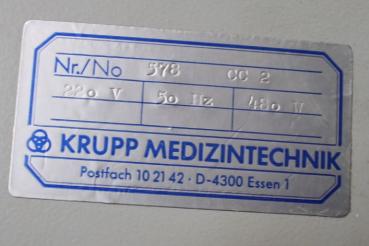 Nr./No 578 CC 2
220 V 50 Hz 480 W
KRUPP MEDIZINTECHNIK
Postfach 10 21 42 · D-4300 Essen 1